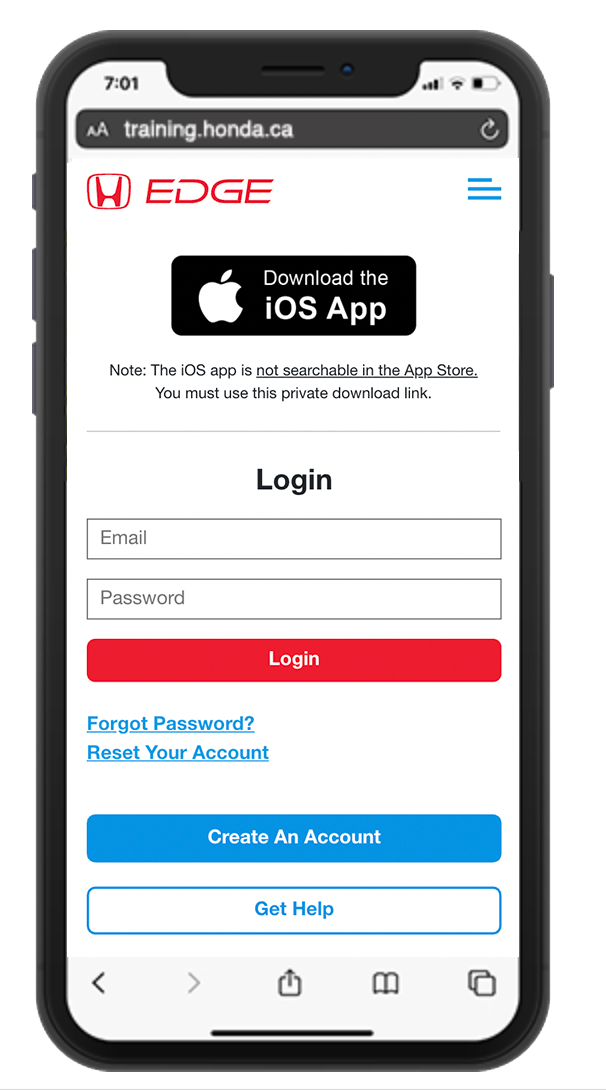 7:01
AA training.honda.ca
EDGE
Download the
iOS App
Note: The iOS app is not searchable in the App Store.
You must use this private download link.
Login
Email
Password
Login
Forgot Password?
Reset Your Account
Create An Account
Get Help